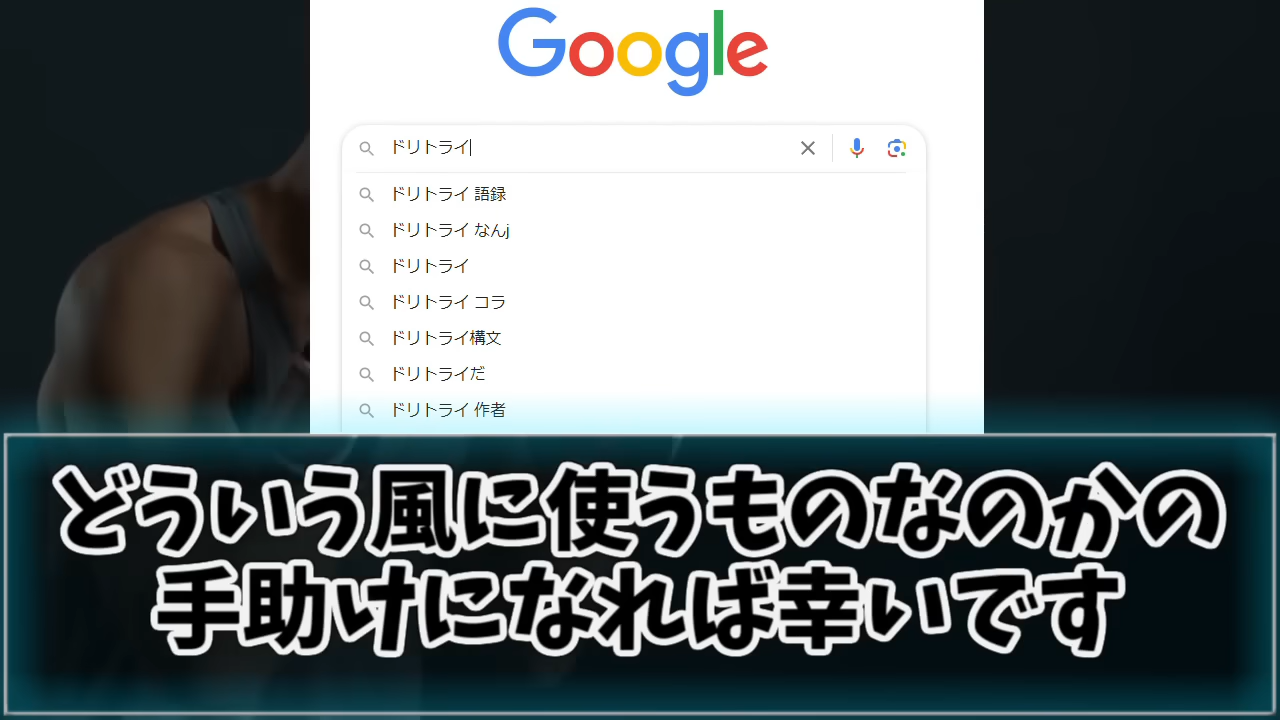 Google
ドリトライ
ドリトライ 語録
ドリトライ なんj
ドリトライ
ドリトライ コラ
ドリトライ構文
ドリトライだ
ドリトライ 作者
どういう風に使うものなのかの
手助けになれば幸いです